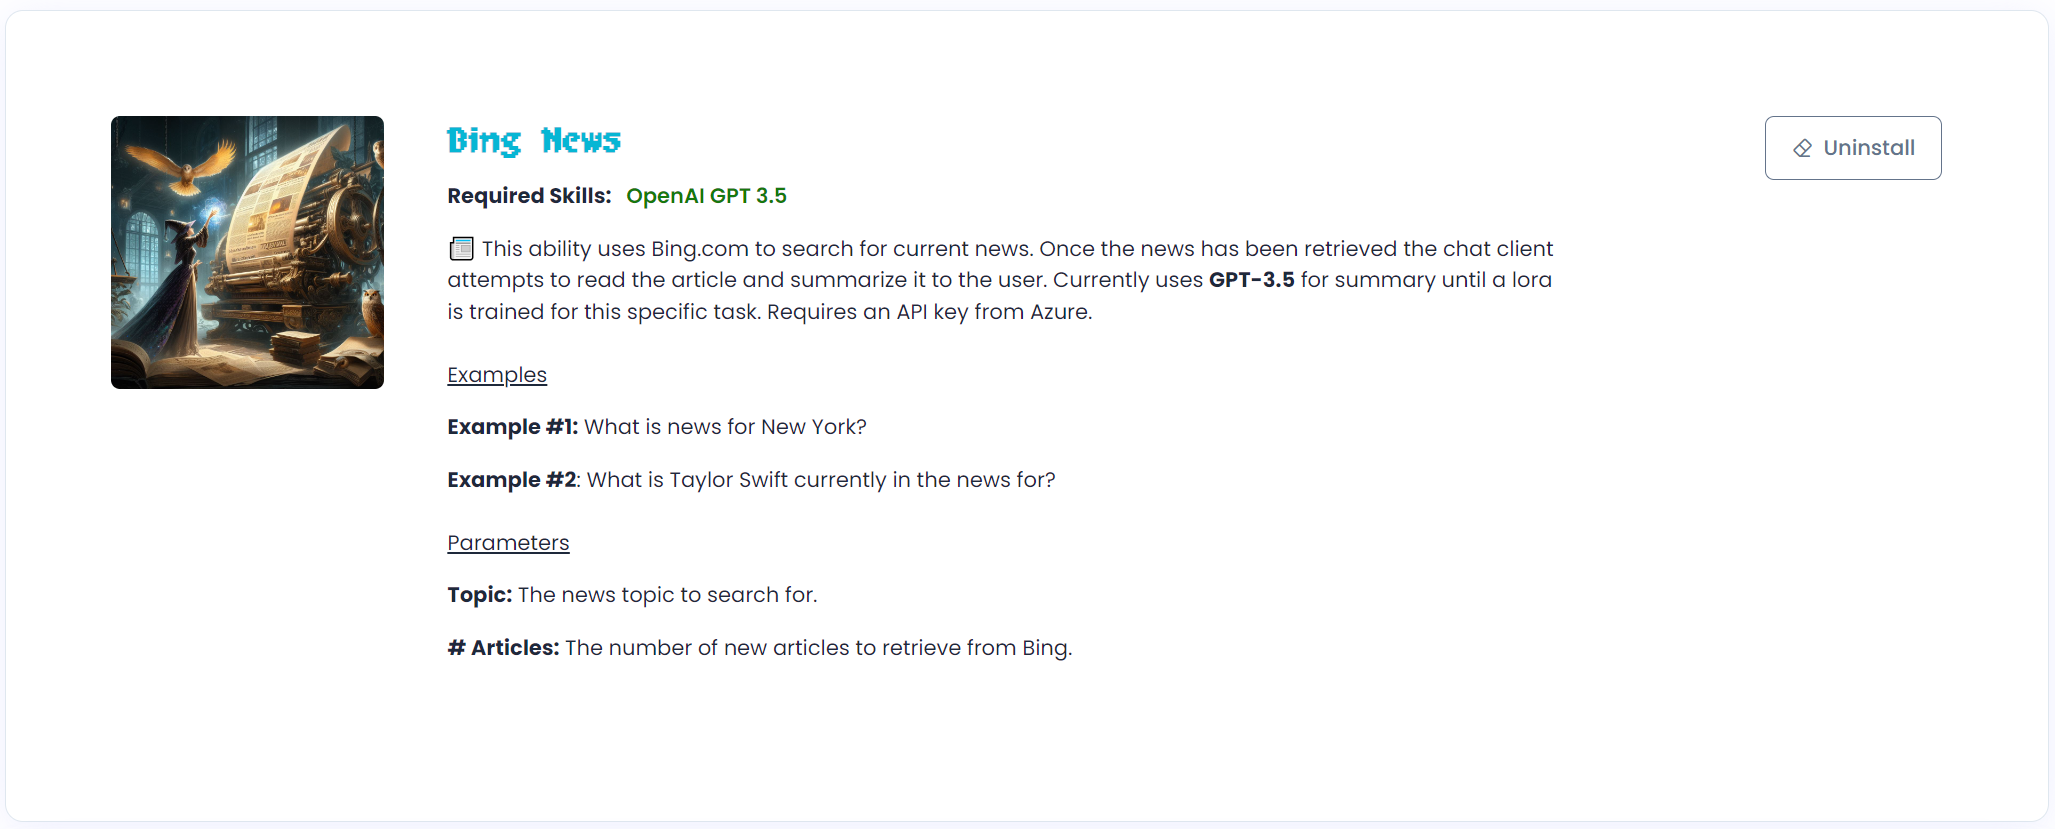 Bing News
Uninstall
Required Skills: OpenAI GPT 3.5
📰 This ability uses Bing.com to search for current news. Once the news has been retrieved the chat client
attempts to read the article and summarize it to the user. Currently uses GPT-3.5 for summary until a lora
is trained for this specific task. Requires an API key from Azure.
Examples
Example #1: What is news for New York?
Example #2: What is Taylor Swift currently in the news for?
Parameters
Topic: The news topic to search for.
# Articles: The number of new articles to retrieve from Bing.